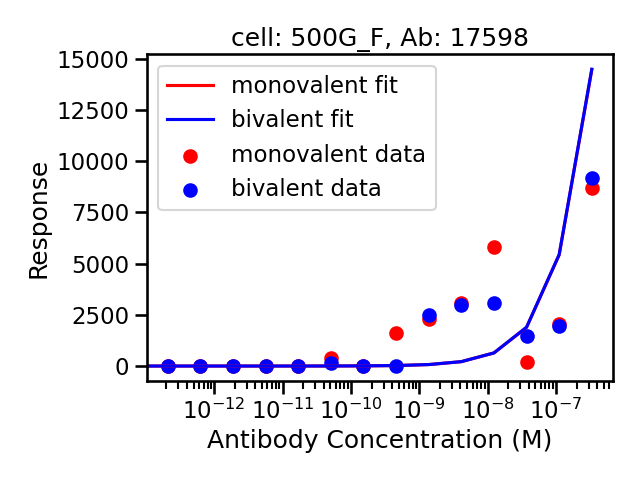 cell: 500G_F, Ab: 17598
15000
12500
10000
7500
5000
2500
0
Response
monovalent fit
bivalent fit
monovalent data
bivalent data
10⁻¹² 10⁻¹¹ 10⁻¹⁰ 10⁻⁹ 10⁻⁸ 10⁻⁷
Antibody Concentration (M)